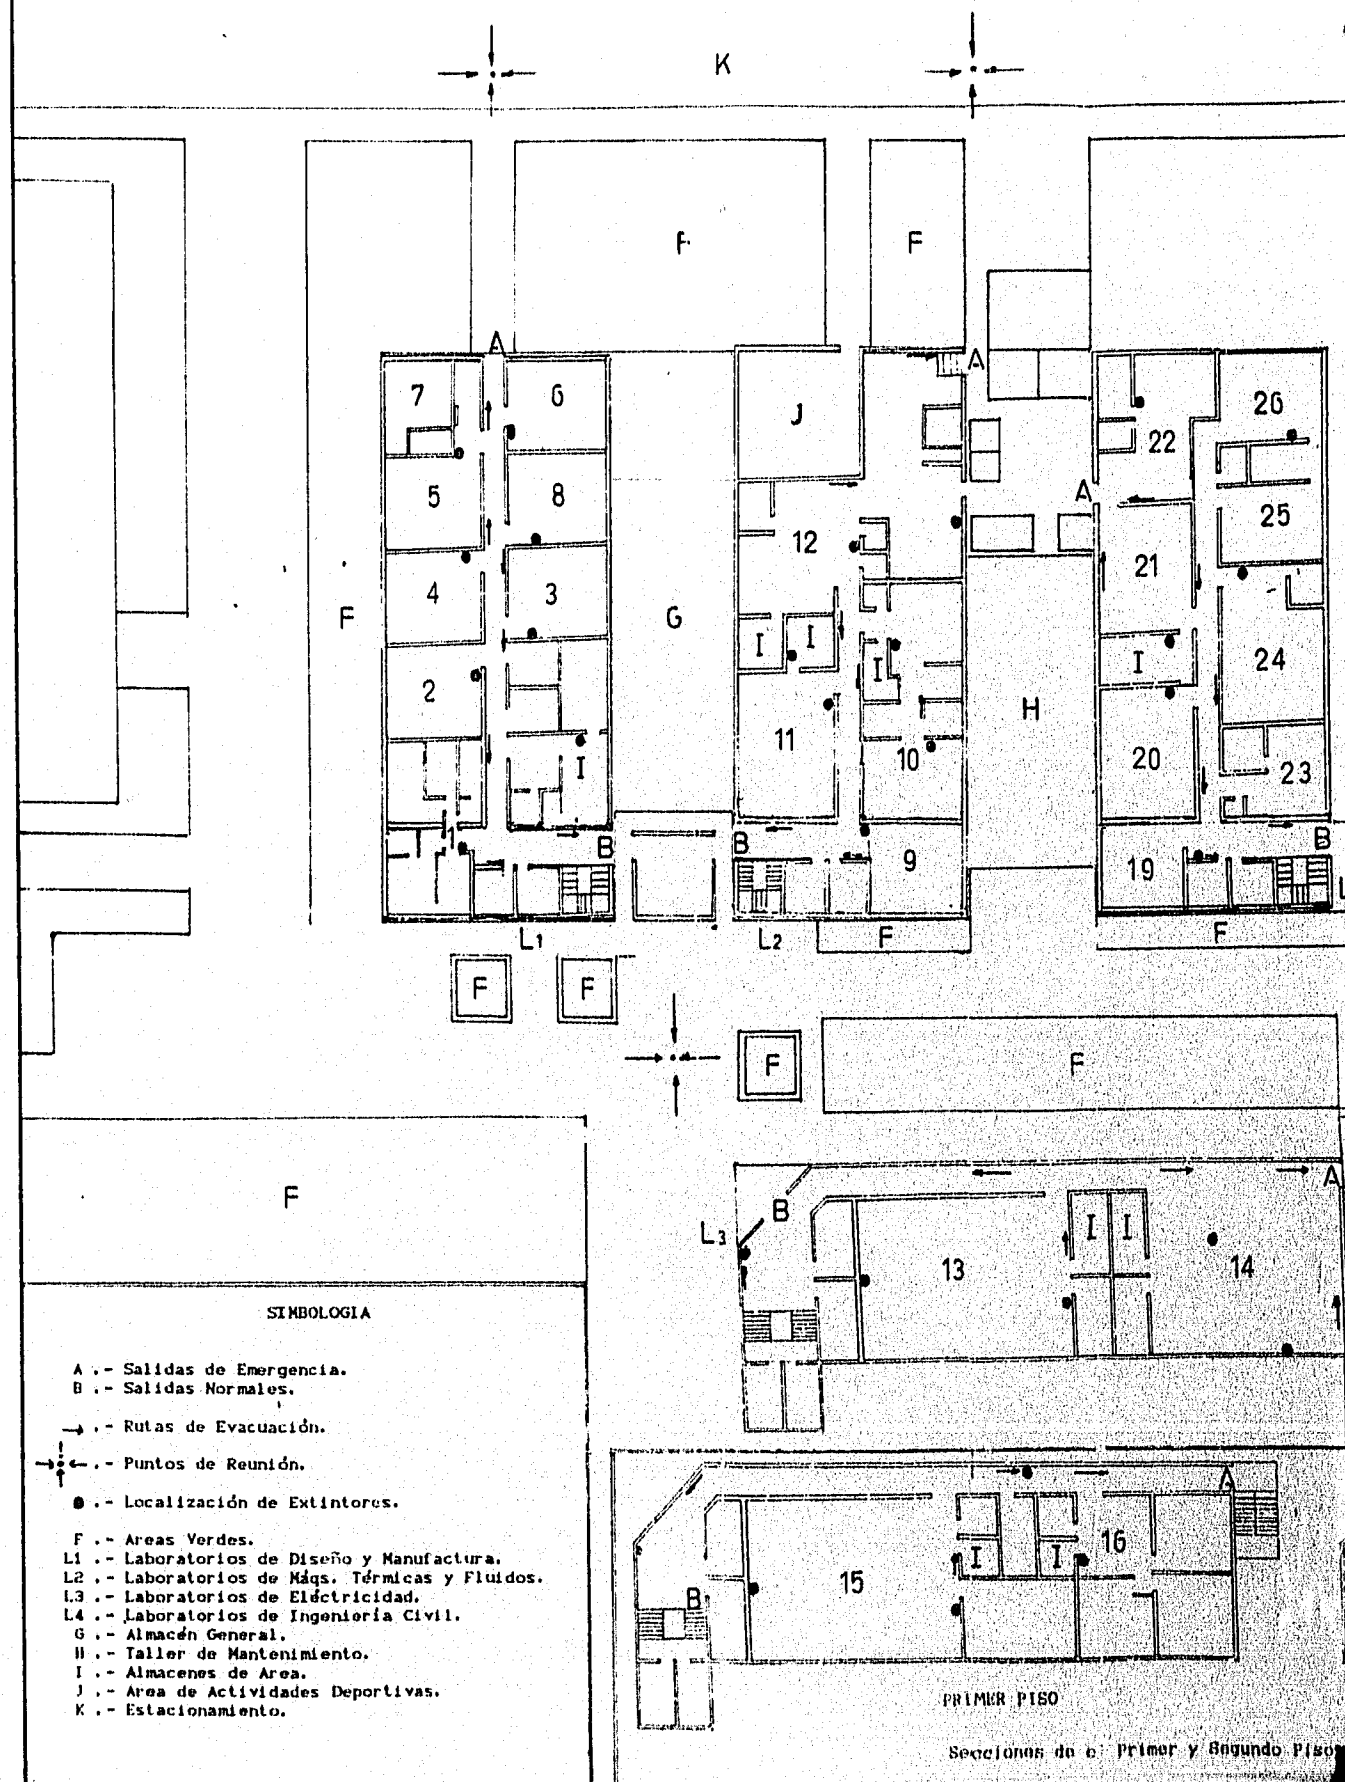 K
F
F
A
A
7
6
J
26
22
5
8
A
12
25
21
4
3
F
G
I
I
I
I
24
2
H
11
10
20
I
23
1
B
B
9
19
B
L1
L2
F
F
F
F
F
F
F
A
B
I
I
L3
13
14
SIMBOLOGIA
A .- Salidas de Emergencia.
B .- Salidas Normales.
→ .- Rutas de Evacuación.
.- Puntos de Reunión.
● .- Localización de Extintores.
F .- Areas Verdes.
L1 .- Laboratorios de Diseño y Manufactura.
L2 .- Laboratorios de Máqs. Térmicas y Fluidos.
L3 .- Laboratorios de Eléctricidad.
L4 .- Laboratorios de Ingeniería Civil.
G .- Almacén General.
H .- Taller de Mantenimiento.
I .- Almacenes de Area.
J .- Area de Actividades Deportivas.
K .- Estacionamiento.
A
16
I
I
15
B
PRIMER PISO
Secciones de Primer y Segundo Piso